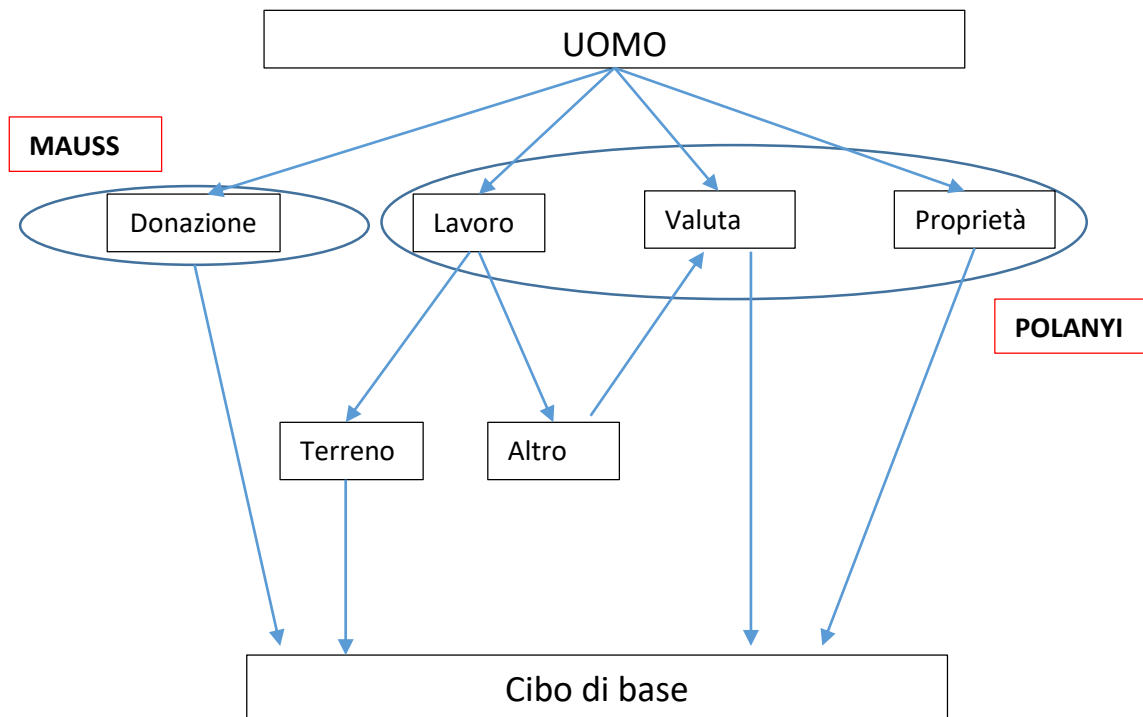 UOMO
MAUSS
Donazione
Lavoro
Valuta
Proprietà
POLANYI
Terreno
Altro
Cibo di base